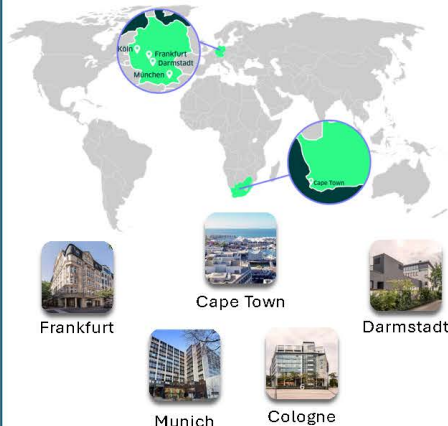 Köln
Frankfurt
Darmstadt
München
Cape Town
Cape Town
Frankfurt
Darmstadt
Munich
Cologne